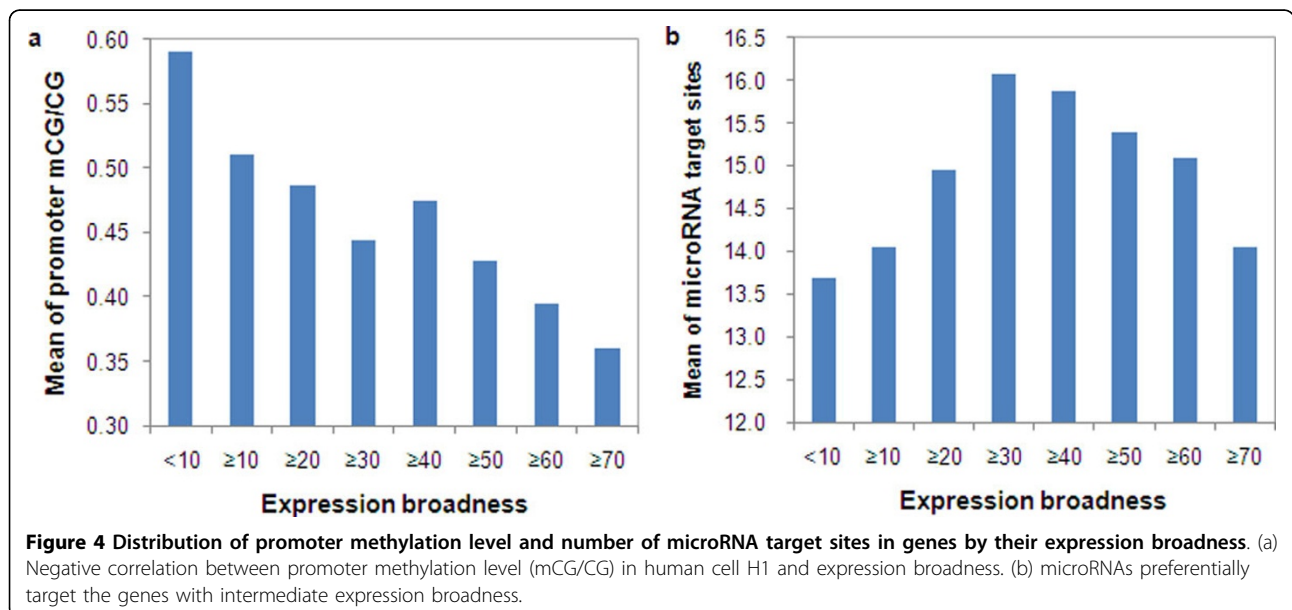 a
Mean of promoter mCG/CG
0.60
0.55
0.50
0.45
0.40
0.35
0.30
<10 ≥10 ≥20 ≥30 ≥40 ≥50 ≥60 ≥70
Expression broadness
b
Mean of microRNA target sites
16.5
16.0
15.5
15.0
14.5
14.0
13.5
13.0
12.5
12.0
<10 ≥10 ≥20 ≥30 ≥40 ≥50 ≥60 ≥70
Expression broadness
Figure 4 Distribution of promoter methylation level and number of microRNA target sites in genes by their expression broadness. (a)
Negative correlation between promoter methylation level (mCG/CG) in human cell H1 and expression broadness. (b) microRNAs preferentially
target the genes with intermediate expression broadness.